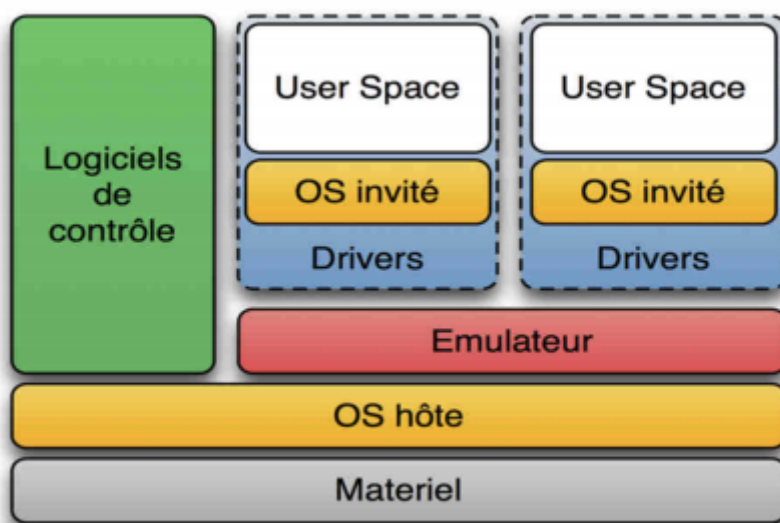 Logiciels
de
contrôle
User Space
OS invité
Drivers
User Space
OS invité
Drivers
Emulateur
OS hôte
Materiel